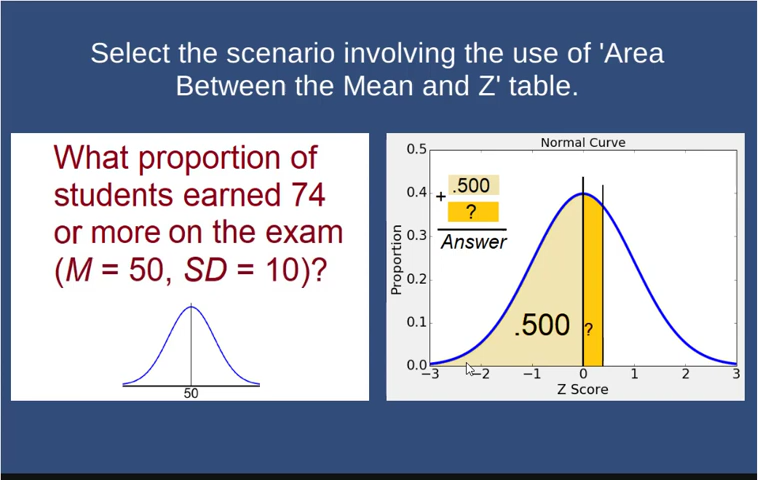 Select the scenario involving the use of 'Area
Between the Mean and Z' table.
What proportion of
students earned 74
or more on the exam
(M = 50, SD = 10)?
50
Normal Curve
0.5
0.4
0.3
0.2
0.1
0.0
Proportion
.500
+
?
Answer
.500
?
−3
−2
−1
0
1
2
3
Z Score